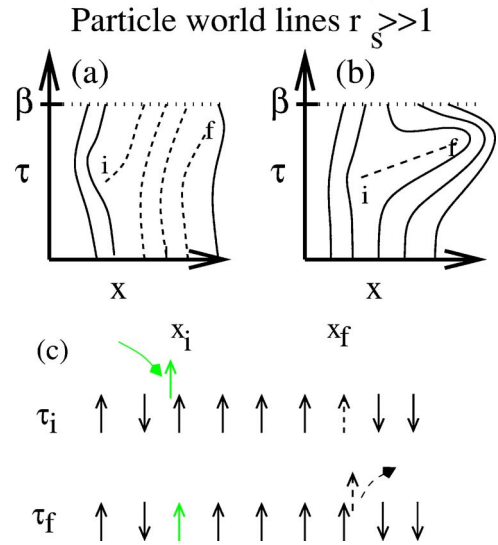 Particle world lines r_s>>1
(a) (b)
β β
f f
τ i τ i
x x
(c) x_i x_f
τ_i
τ_f